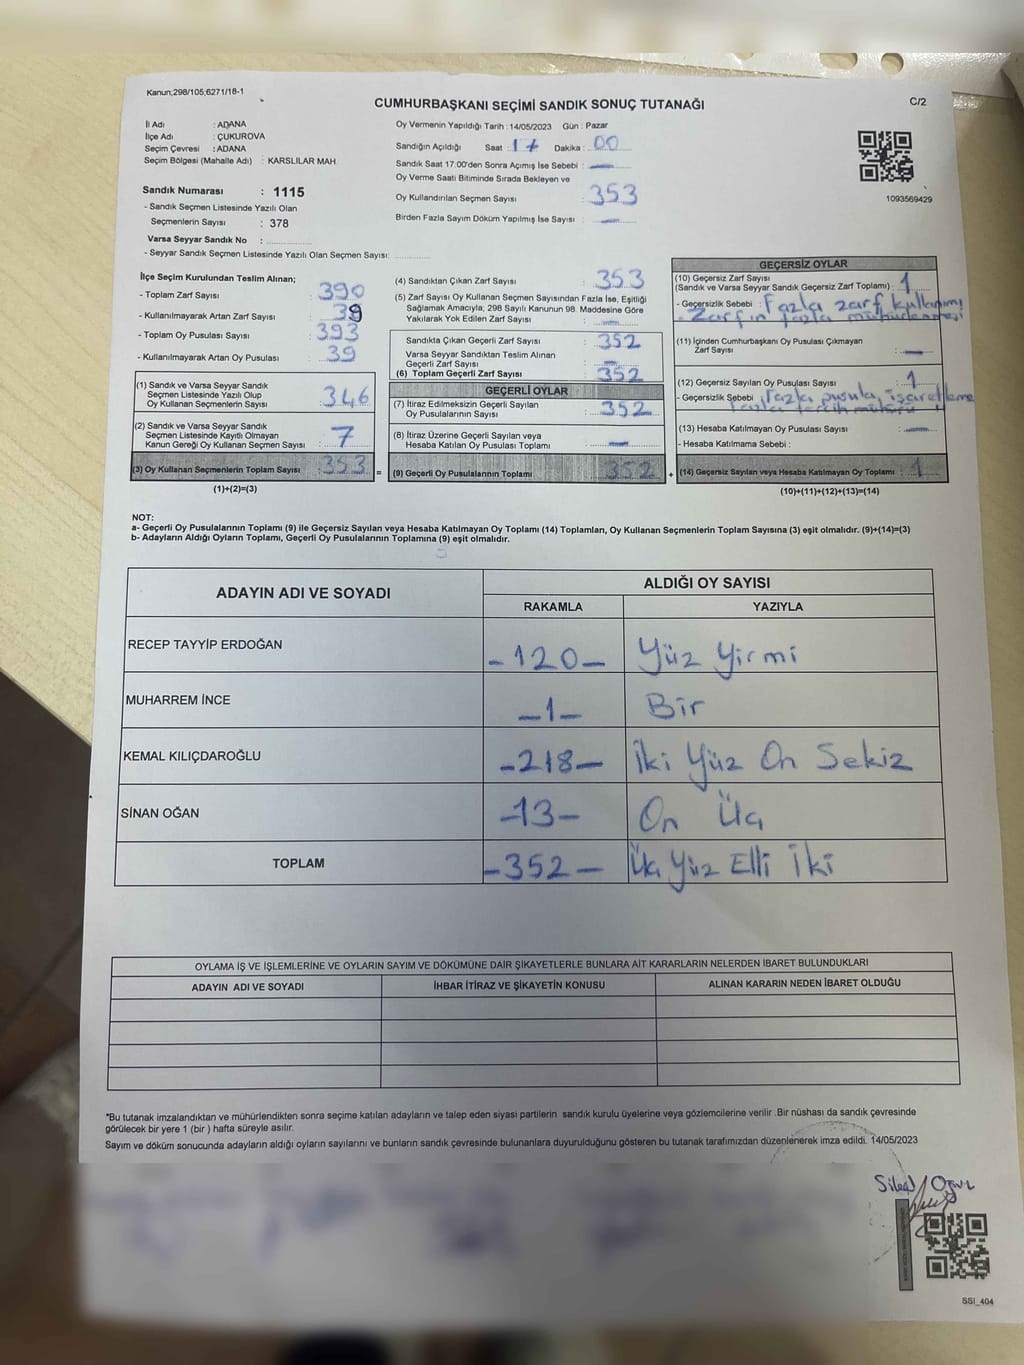 Kanun,298/105,6271/18-1
CUMHURBAŞKANI SEÇİMİ SANDIK SONUÇ TUTANAĞI
C/2
İl Adı : ADANA
İlçe Adı : ÇUKUROVA
Seçim Çevresi : ADANA
Seçim Bölgesi (Mahalle Adı) : KARSLILAR MAH.
Sandık Numarası : 1115
- Sandık Seçmen Listesinde Yazılı Olan
Seçmenlerin Sayısı : 378
Varsa Seyyar Sandık No :
- Seyyar Sandık Seçmen Listesinde Yazılı Olan Seçmen Sayısı:
Oy Vermenin Yapıldığı Tarih : 14/05/2023 Gün : Pazar
Sandığın Açıldığı Saat : 17 Dakika : 00
Sandık Saat 17:00'den Sonra Açımış İse Sebebi : —
Oy Verme Saati Bitiminde Sırada Bekleyen ve
Oy Kullandırılan Seçmen Sayısı : 353
Birden Fazla Sayım Döküm Yapılmış İse Sayısı : —
1093569429
İlçe Seçim Kurulundan Teslim Alınan;
- Toplam Zarf Sayısı : 390
- Kullanılmayarak Artan Zarf Sayısı : 39
- Toplam Oy Pusulası Sayısı : 393
- Kullanılmayarak Artan Oy Pusulası : 39
(1) Sandık ve Varsa Seyyar Sandık
Seçmen Listesinde Yazılı Olup
Oy Kullanan Seçmenlerin Sayısı : 346
(2) Sandık ve Varsa Seyyar Sandık
Seçmen Listesinde Kayıtlı Olmayan
Kanun Gereği Oy Kullanan Seçmen Sayısı : 7
(3) Oy Kullanan Seçmenlerin Toplam Sayısı : 353 =
(1)+(2)=(3)
(4) Sandıktan Çıkan Zarf Sayısı : 353
(5) Zarf Sayısı Oy Kullanan Seçmen Sayısından Fazla İse, Eşitliği
Sağlamak Amacıyla; 298 Sayılı Kanunun 98. Maddesine Göre
Yakılarak Yok Edilen Zarf Sayısı : —
Sandıkta Çıkan Geçerli Zarf Sayısı : 352
Varsa Seyyar Sandıktan Teslim Alınan
Geçerli Zarf Sayısı : —
(6) Toplam Geçerli Zarf Sayısı : 352
GEÇERLİ OYLAR
(7) İtiraz Edilmeksizin Geçerli Sayılan
Oy Pusulalarının Sayısı : 352
(8) İtiraz Üzerine Geçerli Sayılan veya
Hesaba Katılan Oy Pusulası Toplamı : —
(9) Geçerli Oy Pusulalarının Toplamı : 352 +
GEÇERSİZ OYLAR
(10) Geçersiz Zarf Sayısı
(Sandık ve Varsa Seyyar Sandık Geçersiz Zarf Toplamı) : 1
- Geçersizlik Sebebi : Fazla zarf kullanımı
- Zarfın fazla mühürlenmesi
(11) İçinden Cumhurbaşkanı Oy Pusulası Çıkmayan
Zarf Sayısı : —
(12) Geçersiz Sayılan Oy Pusulası Sayısı : 1
- Geçersizlik Sebebi : Fazla pusula, işaretleme
Fazla tercih mührü
(13) Hesaba Katılmayan Oy Pusulası Sayısı : —
- Hesaba Katılmama Sebebi :
(14) Geçersiz Sayılan veya Hesaba Katılmayan Oy Toplamı : 1
(10)+(11)+(12)+(13)=(14)
NOT:
a- Geçerli Oy Pusulalarının Toplamı (9) ile Geçersiz Sayılan veya Hesaba Katılmayan Oy Toplamı (14) Toplamları, Oy Kullanan Seçmenlerin Toplam Sayısına (3) eşit olmalıdır. (9)+(14)=(3)
b- Adayların Aldığı Oyların Toplamı, Geçerli Oy Pusulalarının Toplamına (9) eşit olmalıdır.
ADAYIN ADI VE SOYADI
ALDIĞI OY SAYISI
RAKAMLA YAZIYLA
RECEP TAYYİP ERDOĞAN -120- Yüz Yirmi
MUHARREM İNCE -1- Bir
KEMAL KILIÇDAROĞLU -218- İki Yüz On Sekiz
SİNAN OĞAN -13- On Üç
TOPLAM -352- Üç Yüz Elli İki
OYLAMA İŞ VE İŞLEMLERİNE VE OYLARIN SAYIM VE DÖKÜMÜNE DAİR ŞİKAYETLERLE BUNLARA AİT KARARLARIN NELERDEN İBARET BULUNDUKLARI
ADAYIN ADI VE SOYADI İHBAR İTİRAZ VE ŞİKAYETİN KONUSU ALINAN KARARIN NEDEN İBARET OLDUĞU
*Bu tutanak imzalandıktan ve mühürlendikten sonra seçime katılan adayların ve talep eden siyasi partilerin sandık kurulu üyelerine veya gözlemcilerine verilir .Bir nüshası da sandık çevresinde
görülecek bir yere 1 (bir ) hafta süreyle asılır.
Sayım ve döküm sonucunda adayların aldığı oyların sayılarını ve bunların sandık çevresinde bulunanlara duyurulduğunu gösteren bu tutanak tarafımızdan düzenlenerek imza edildi. 14/05/2023
SSI_404